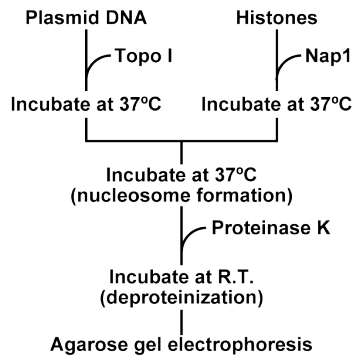 Plasmid DNA
Histones
Topo I
Nap1
Incubate at 37ºC
Incubate at 37ºC
Incubate at 37ºC
(nucleosome formation)
Proteinase K
Incubate at R.T.
(deproteinization)
Agarose gel electrophoresis